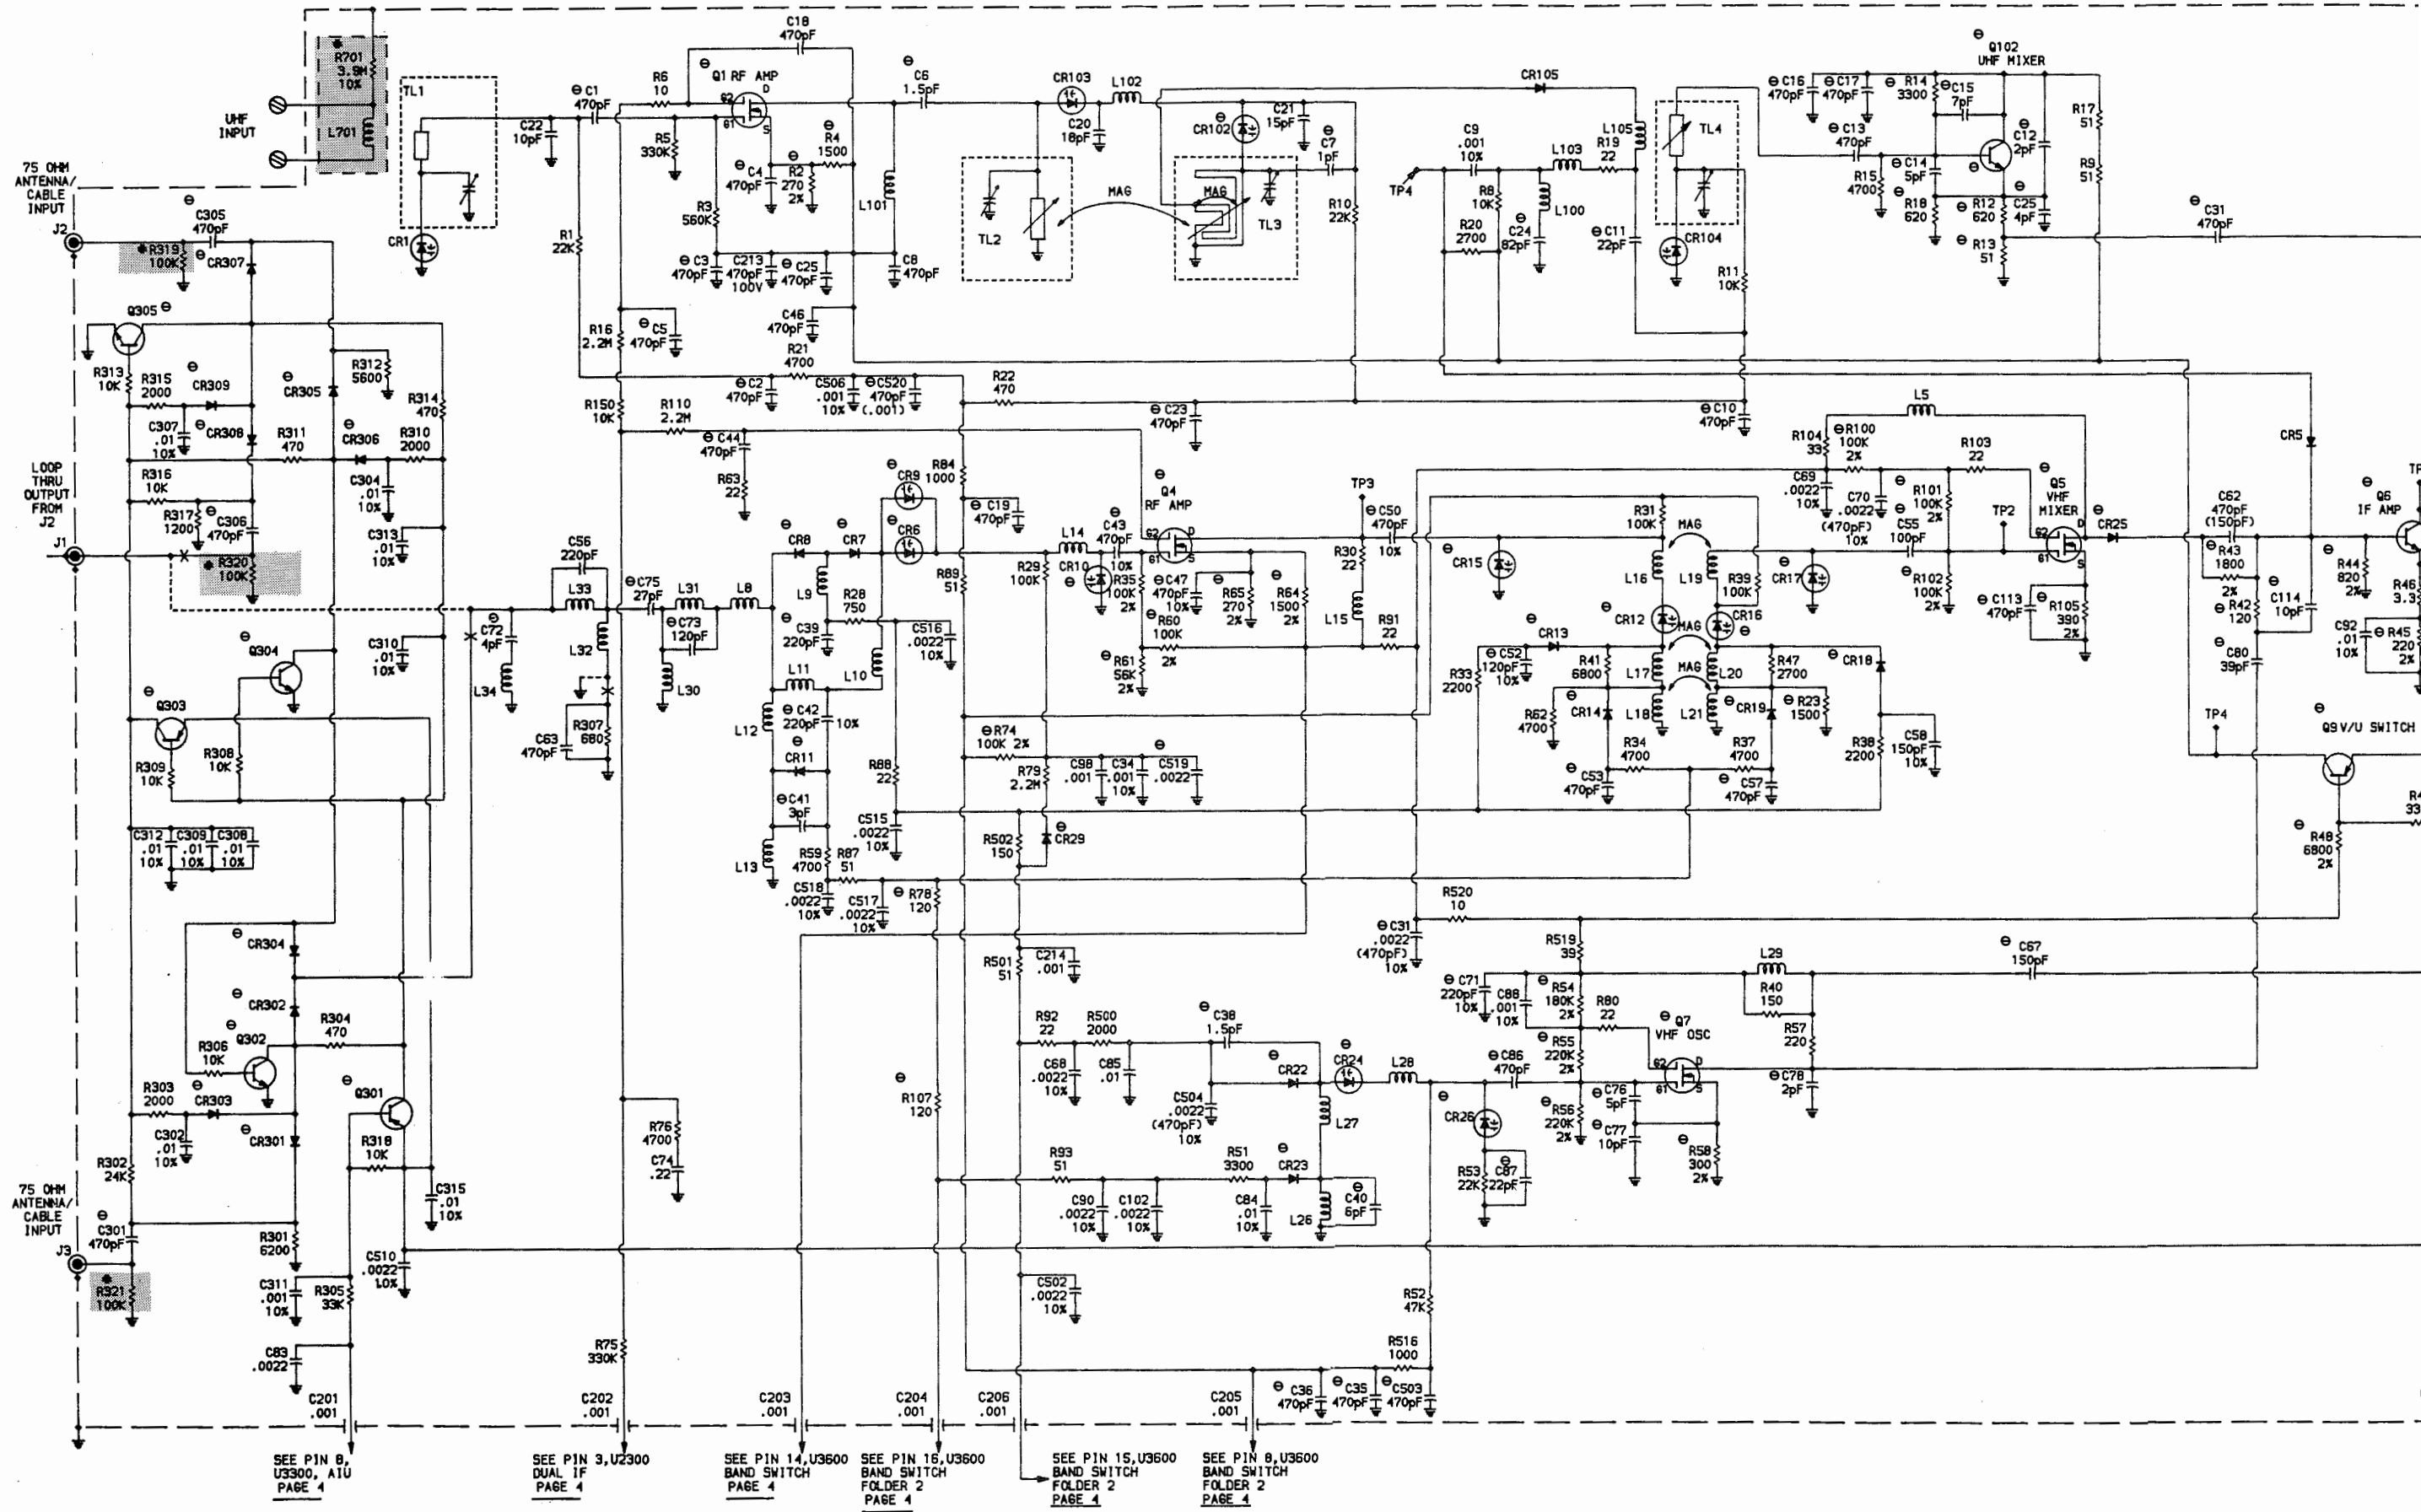 C18
470pF
R701
3.9M
10%
L701
UHF
INPUT
TL1
75 OHM
ANTENNA/
CABLE
INPUT
J2
R319
100K
C305
470pF
CR307
CR1
C22
10pF
C1
470pF
R6
10
Q1 RF AMP
G2
D
G1
S
R5
330K
R4
1500
C4
470pF
R2
270
2%
R3
560K
R1
22K
L101
C3
470pF
C213
470pF
100V
C25
470pF
C8
470pF
C6
1.5pF
CR103
L102
C20
18pF
CR102
C21
15pF
C7
1pF
TL2
MAG
MAG
TL3
R10
22K
TP4
C9
.001
10%
CR105
L105
R19
22
L103
R8
10K
L100
R20
2700
C24
82pF
C11
22pF
TL4
CR104
R11
10K
Q102
UHF MIXER
C16
470pF
C17
470pF
R14
3300
C15
7pF
C13
470pF
C12
2pF
R17
51
R9
51
R15
4700
C14
5pF
R18
620
R12
620
C25
4pF
R13
51
C31
470pF
Q305
R313
10K
R315
2000
CR309
CR305
R312
5600
R314
470
C307
.01
10%
CR308
R311
470
CR306
R310
2000
R316
10K
R317
1200
C306
470pF
C304
.01
10%
C313
.01
10%
LOOP
THRU
OUTPUT
FROM
J2
J1
R320
100K
C310
.01
10%
Q304
Q303
R309
10K
R308
10K
C312
.01
10%
C309
.01
10%
C308
.01
10%
R16
2.2M
C5
470pF
C46
470pF
R21
4700
C2
470pF
C506
.001
10%
C520
470pF
(.001)
R22
470
C23
470pF
C10
470pF
R150
10K
R110
2.2M
C44
470pF
R63
22
R84
1000
C19
470pF
C56
220pF
L33
C75
27pF
L31
L8
C72
4pF
L34
L32
C73
120pF
L30
C63
470pF
R307
680
CR8
CR7
CR9
CR6
L9
R28
750
C39
220pF
C516
.0022
10%
L11
L10
L12
C42
220pF
10%
CR11
C41
3pF
L13
R59
4700
R87
51
C518
.0022
10%
C517
.0022
10%
R88
22
C515
.0022
10%
R89
51
R29
100K
L14
C43
470pF
10%
CR10
Q4
RF AMP
G2
D
G1
S
R35
100K
2%
C47
470pF
10%
R65
270
2%
R64
1500
2%
R60
100K
2%
R61
56K
2%
TP3
C50
470pF
10%
R30
22
L15
R91
22
CR15
R31
100K
MAG
L16
L19
R39
100K
CR17
CR12
CR16
MAG
CR13
C52
120pF
10%
R33
2200
R41
6800
L17
MAG
L20
R47
2700
CR18
R62
4700
CR14
L18
L21
CR19
R23
1500
R34
4700
R37
4700
C53
470pF
C57
470pF
R38
2200
C58
150pF
10%
R74
100K 2%
R79
2.2M
C98
.001
C34
.001
10%
C519
.0022
R502
150
CR29
R78
120
L5
R104
33
R100
100K
2%
R103
22
C69
.0022
10%
C70
.0022
(470pF)
10%
R101
100K
2%
C55
100pF
TP2
Q5
VHF
MIXER
G2
D
G1
S
R102
100K
2%
C113
470pF
R105
390
2%
CR25
CR5
C62
470pF
(150pF)
R43
1800
2%
R42
120
C114
10pF
C80
39pF
Q6
IF AMP
R44
820
2%
R46
3.3
C92
.01
10%
R45
220
2%
TP4
Q9 V/U SWITCH
R48
6800
2%
CR304
CR302
Q302
R304
470
R306
10K
R303
2000
CR303
C302
.01
10%
CR301
Q301
R318
10K
R302
24K
75 OHM
ANTENNA/
CABLE
INPUT
C301
470pF
J3
R321
100K
R301
6200
C311
.001
10%
R305
33K
C510
.0022
10%
C315
.01
10%
C83
.0022
C201
.001
R76
4700
C74
.22
R75
330K
C202
.001
C203
.001
C204
.001
C206
.001
C205
.001
R107
120
R501
51
C214
.001
C31
.0022
(470pF)
10%
R520
10
R519
39
C71
220pF
10%
C88
.001
10%
R54
180K
2%
R80
22
L29
R40
150
C67
150pF
R57
220
Q7
VHF OSC
G2
D
G1
S
R55
220K
2%
C78
2pF
R92
22
R500
2000
C38
1.5pF
C68
.0022
10%
C85
.01
CR22
CR24
L28
C86
470pF
C504
.0022
(470pF)
10%
L27
CR26
R56
220K
2%
C76
5pF
C77
10pF
R58
300
2%
R93
51
R51
3300
CR23
R53
22K
C87
22pF
C90
.0022
10%
C102
.0022
10%
C84
.01
10%
L26
C40
6pF
C502
.0022
10%
R52
47K
R516
1000
C36
470pF
C35
470pF
C503
470pF
SEE PIN 8,
U3300, AIU
PAGE 4
SEE PIN 3,U2300
DUAL IF
PAGE 4
SEE PIN 14,U3600
BAND SWITCH
PAGE 4
SEE PIN 16,U3600
BAND SWITCH
FOLDER 2
PAGE 4
SEE PIN 15,U3600
BAND SWITCH
FOLDER 2
PAGE 4
SEE PIN 8,U3600
BAND SWITCH
FOLDER 2
PAGE 4